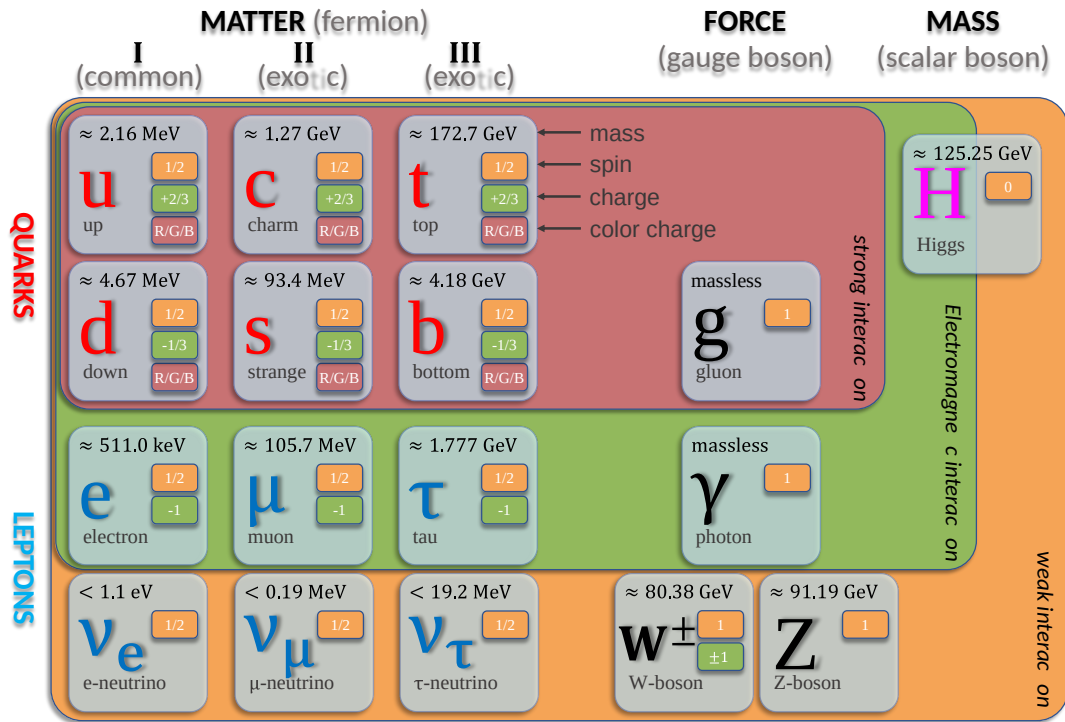 MATTER (fermion)
FORCE
MASS
I
II
III
(gauge boson)
(scalar boson)
(common)
(exotic)
(exotic)
≈ 2.16 MeV
1/2
u
+2/3
up
R/G/B
≈ 1.27 GeV
1/2
c
+2/3
charm
R/G/B
≈ 172.7 GeV
1/2
t
+2/3
top
R/G/B
mass
spin
charge
color charge
≈ 125.25 GeV
H
0
Higgs
QUARKS
≈ 4.67 MeV
1/2
d
-1/3
down
R/G/B
≈ 93.4 MeV
1/2
s
-1/3
strange
R/G/B
≈ 4.18 GeV
1/2
b
-1/3
bottom
R/G/B
massless
g
1
gluon
strong interac on
≈ 511.0 keV
1/2
e
-1
electron
≈ 105.7 MeV
1/2
μ
-1
muon
≈ 1.777 GeV
1/2
τ
-1
tau
massless
γ
1
photon
Electromagne c interac on
LEPTONS
< 1.1 eV
νe
1/2
e-neutrino
< 0.19 MeV
νμ
1/2
μ-neutrino
< 19.2 MeV
ντ
1/2
τ-neutrino
≈ 80.38 GeV
W±
1
±1
W-boson
≈ 91.19 GeV
Z
1
Z-boson
weak interac on